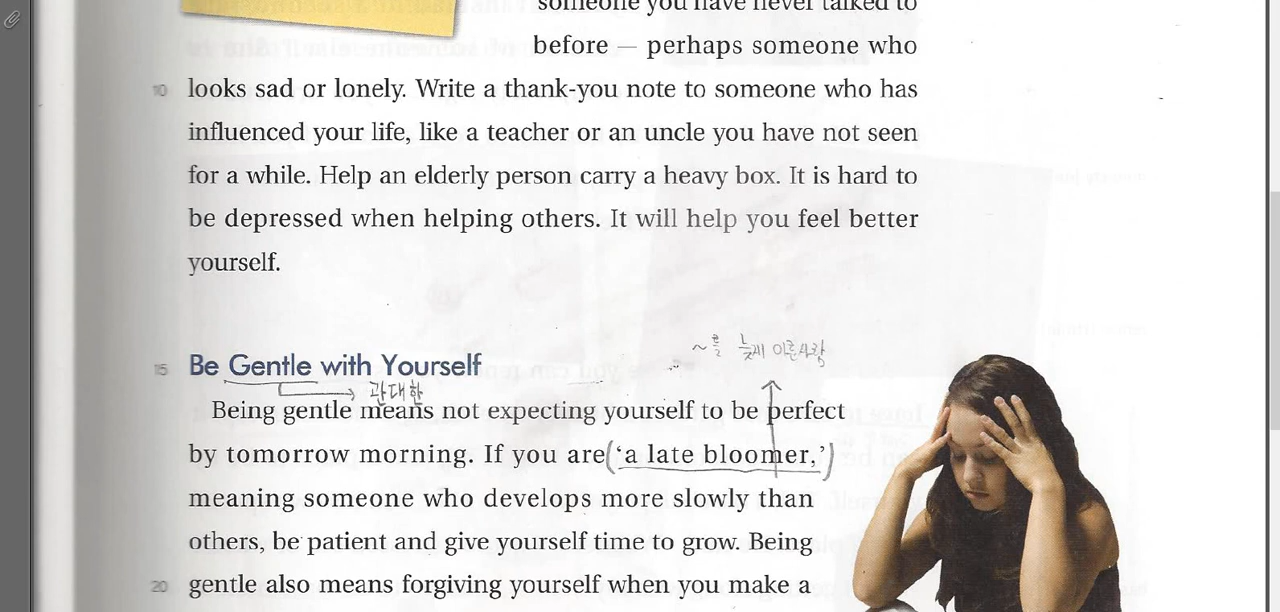 someone you have never talked to
before — perhaps someone who
10 looks sad or lonely. Write a thank-you note to someone who has
influenced your life, like a teacher or an uncle you have not seen
for a while. Help an elderly person carry a heavy box. It is hard to
be depressed when helping others. It will help you feel better
yourself.
~를 늦게 이룬사람
15 Be Gentle with Yourself
관대한
Being gentle means not expecting yourself to be perfect
by tomorrow morning. If you are ('a late bloomer,')
meaning someone who develops more slowly than
others, be patient and give yourself time to grow. Being
20 gentle also means forgiving yourself when you make a